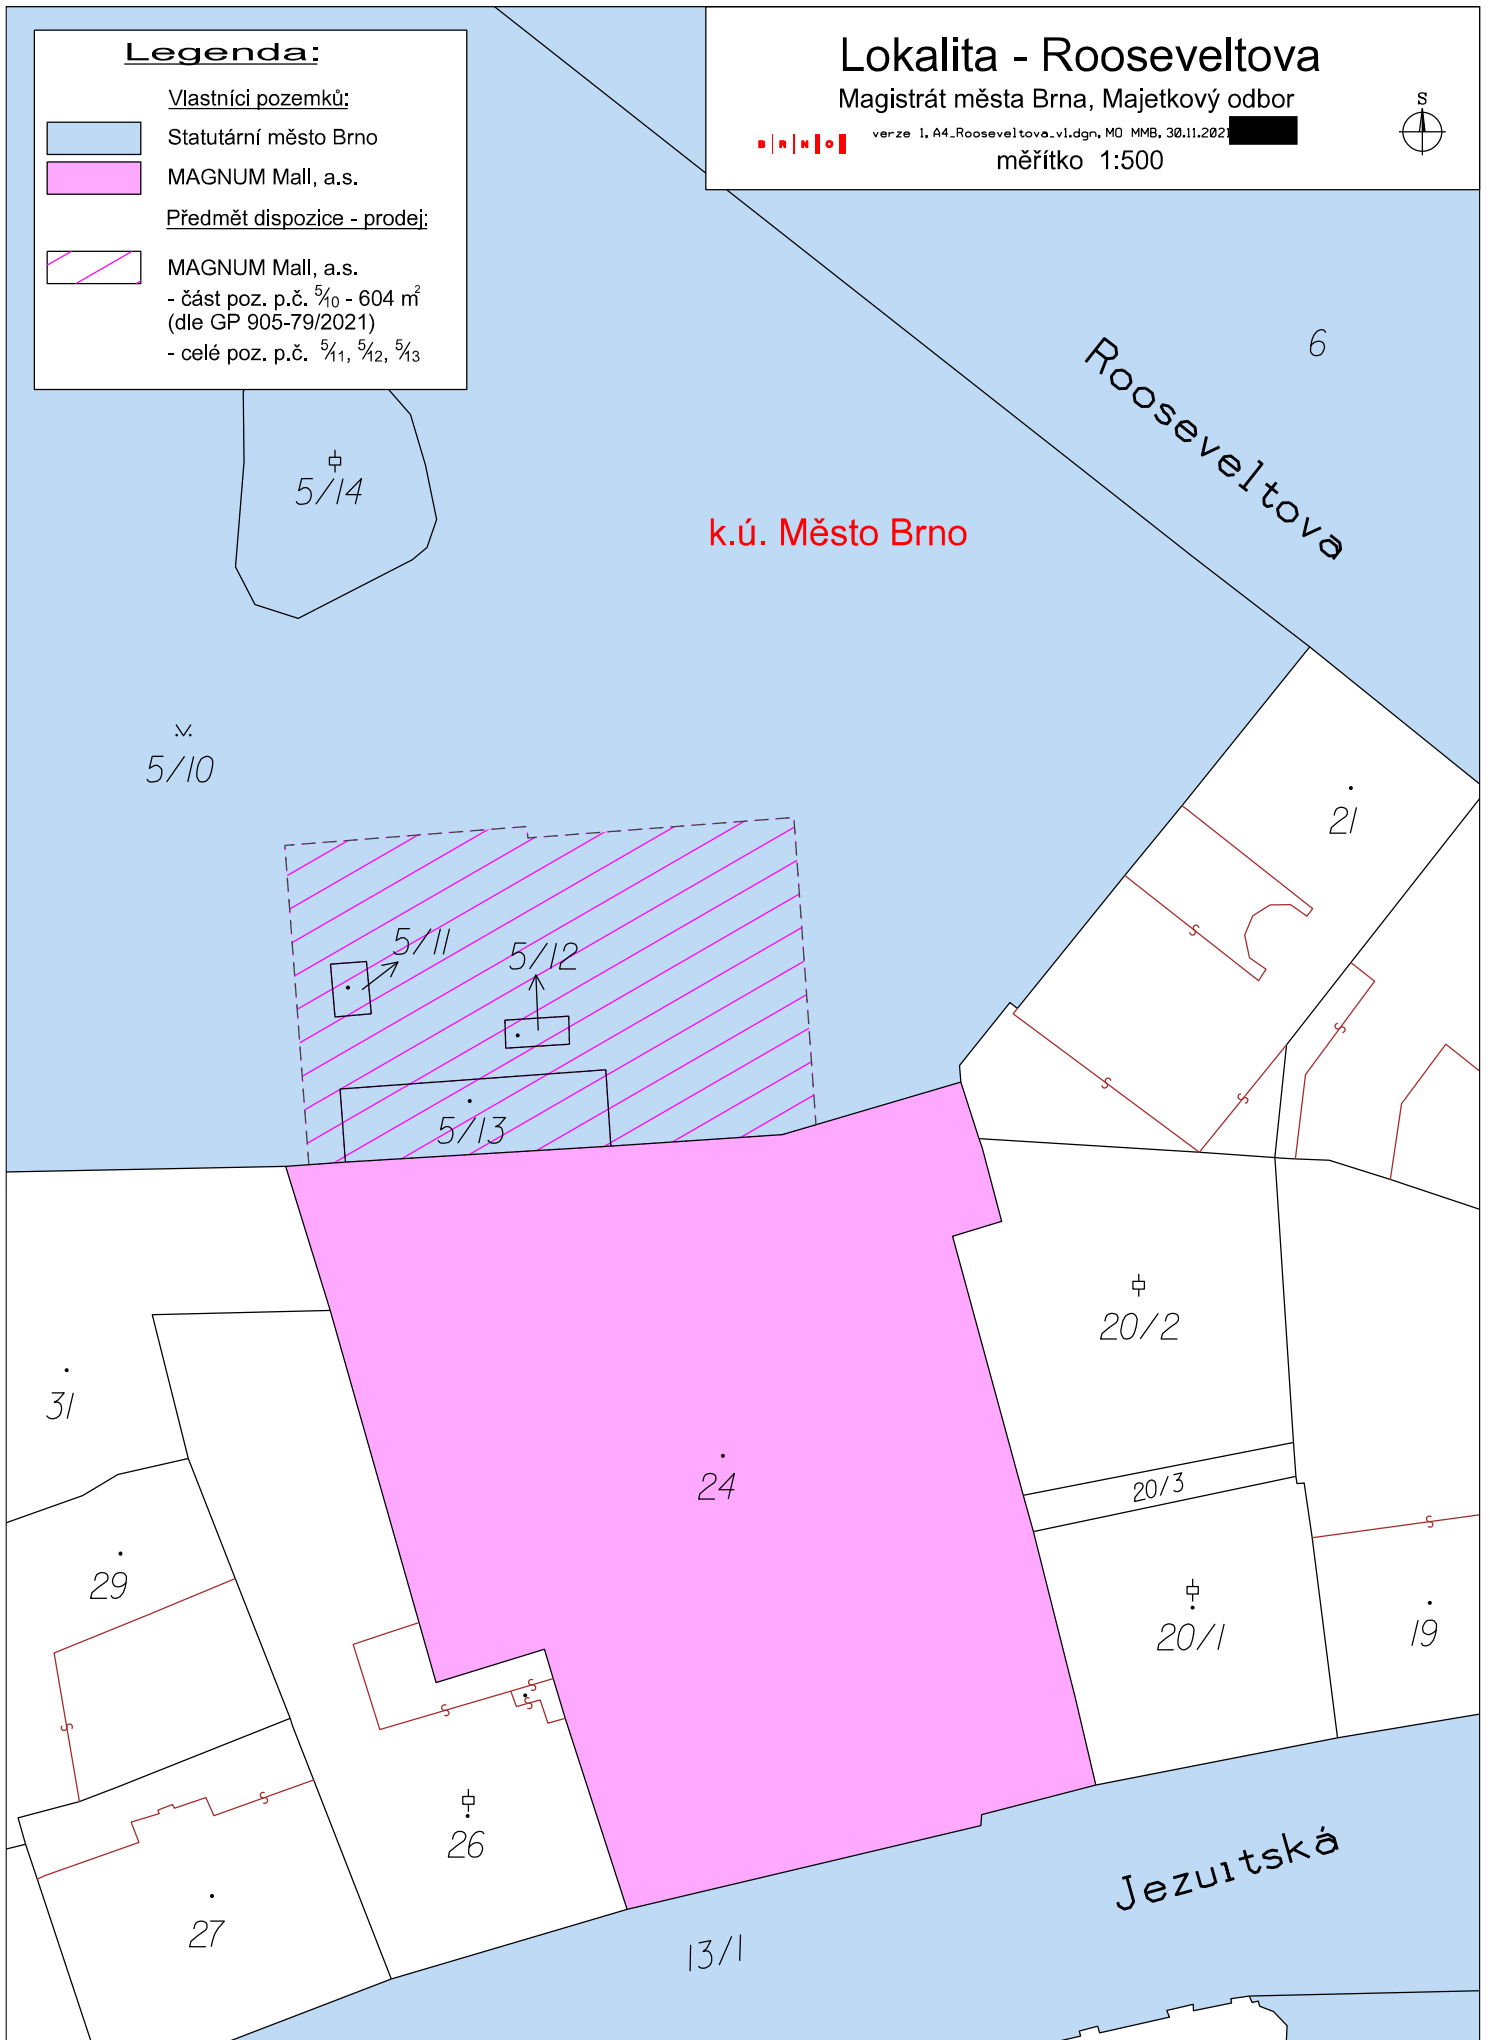 Legenda:
Vlastníci pozemků:
Statutární město Brno
MAGNUM Mall, a.s.
Předmět dispozice - prodej:
MAGNUM Mall, a.s.
- část poz. p.č. 5/10 - 604 m²
(dle GP 905-79/2021)
- celé poz. p.č. 5/11, 5/12, 5/13
Lokalita - Rooseveltova
Magistrát města Brna, Majetkový odbor
B R N O
verze 1, A4_Rooseveltova_v1.dgn, MO MMB, 30.11.2021
měřítko 1:500
S
6
Rooseveltova
5/14
k.ú. Město Brno
5/10
21
5/11
5/12
5/13
20/2
31
24
20/3
29
20/1
19
26
27
Jezuitská
13/1